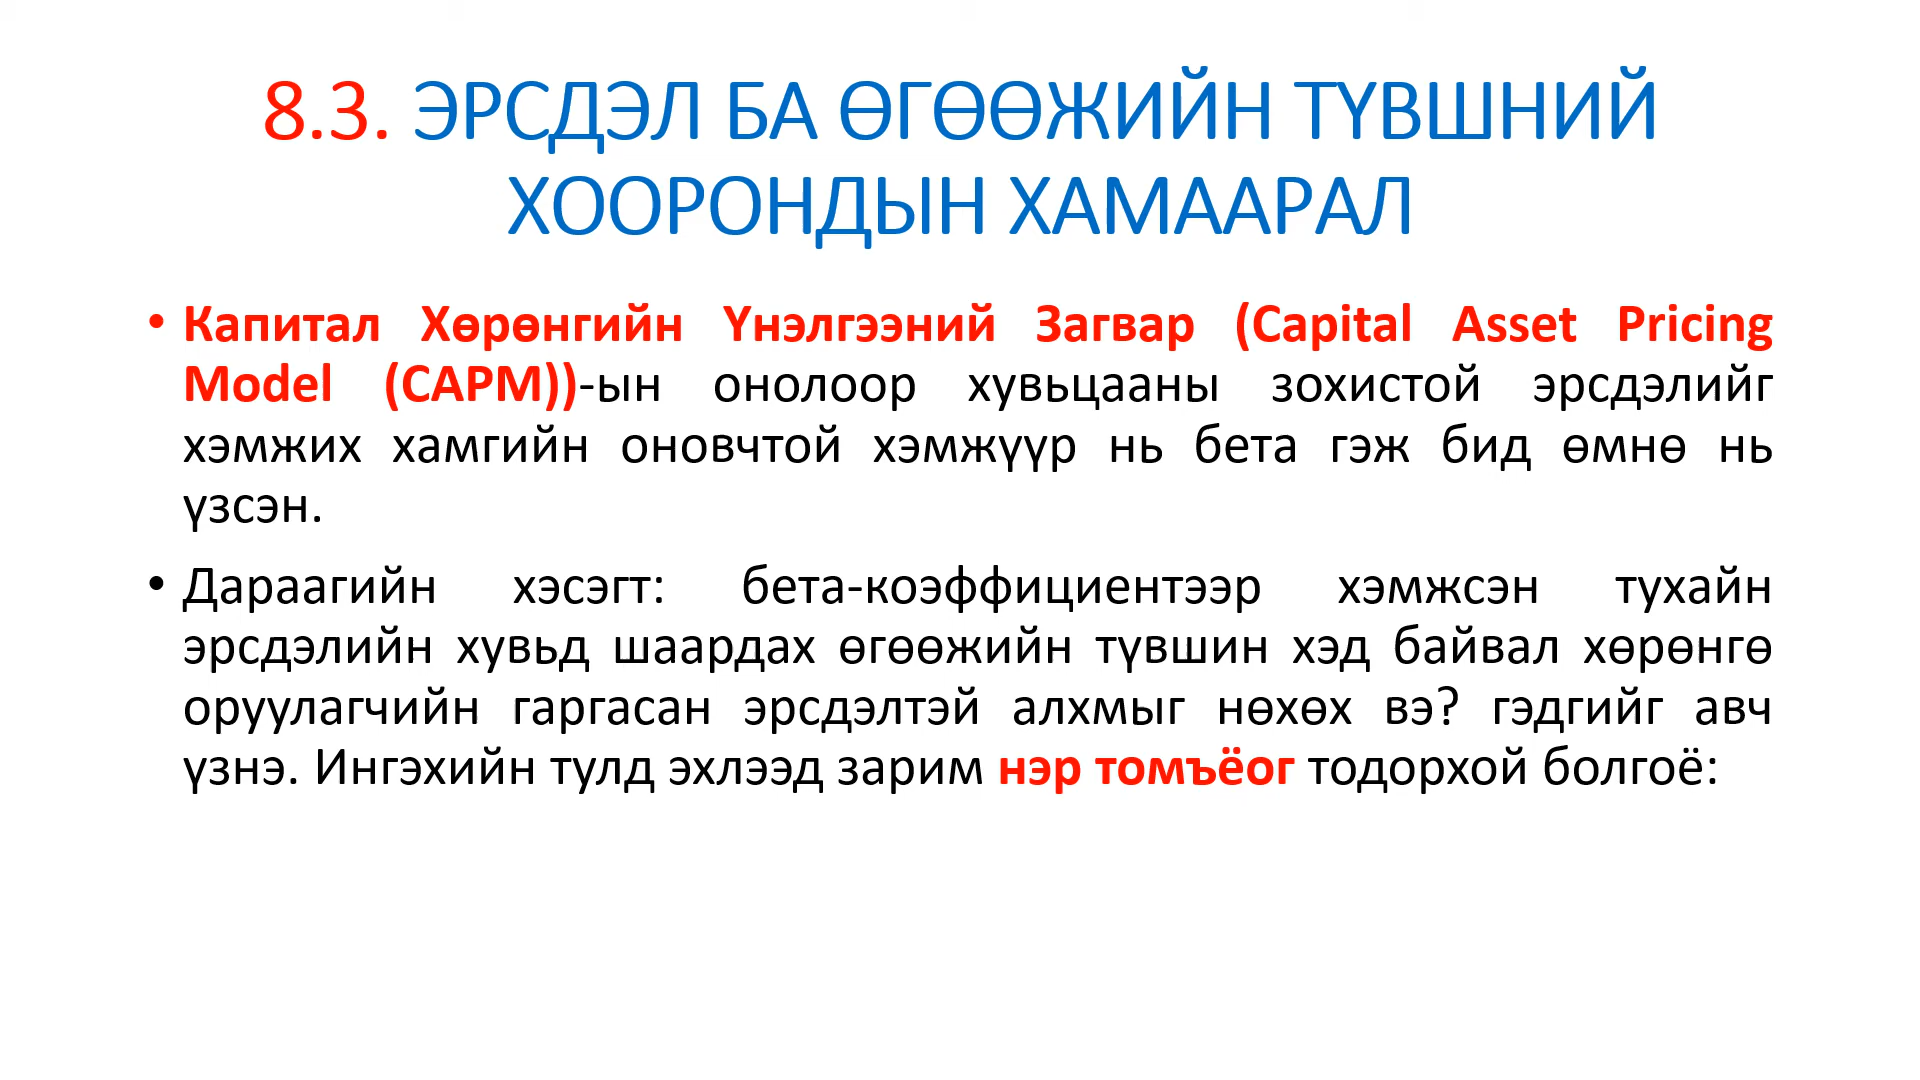 8.3. ЭРСДЭЛ БА ӨГӨӨЖИЙН ТҮВШНИЙ
ХООРОНДЫН ХАМААРАЛ
• Капитал Хөрөнгийн Үнэлгээний Загвар (Capital Asset Pricing
Model (CAPM))-ын онолоор хувьцааны зохистой эрсдэлийг
хэмжих хамгийн оновчтой хэмжүүр нь бета гэж бид өмнө нь
үзсэн.
• Дараагийн хэсэгт: бета-коэффициентээр хэмжсэн тухайн
эрсдэлийн хувьд шаардах өгөөжийн түвшин хэд байвал хөрөнгө
оруулагчийн гаргасан эрсдэлтэй алхмыг нөхөх вэ? гэдгийг авч
үзнэ. Ингэхийн тулд эхлээд зарим нэр томъёог тодорхой болгоё: